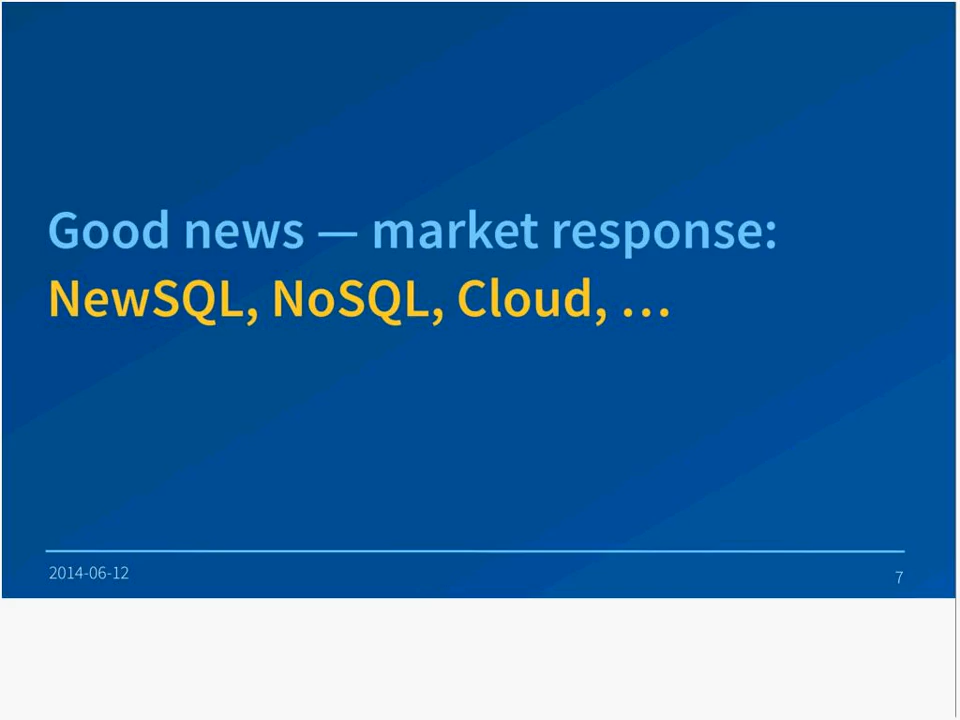 Good news — market response:
NewSQL, NoSQL, Cloud, …
2014-06-12
7